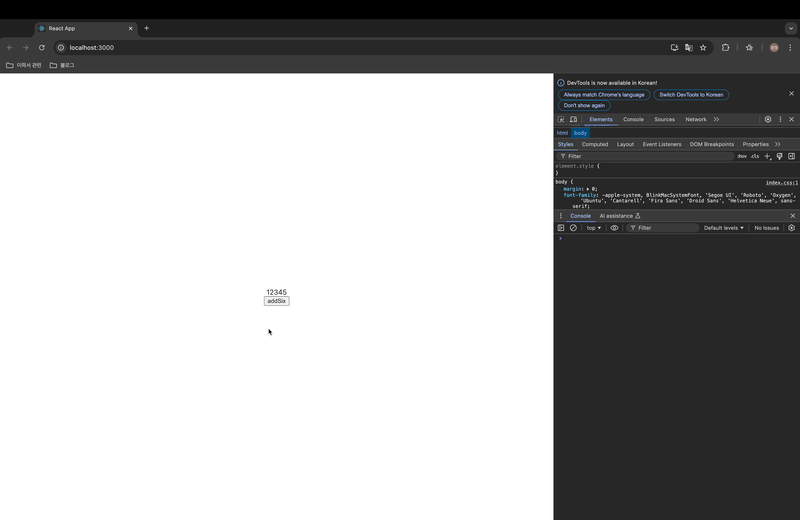 React App
localhost:3000
이력서 관련
블로그
12345
addSix
DevTools is now available in Korean!
Always match Chrome's language
Switch DevTools to Korean
Don't show again
Elements Console Sources Network
html body
Styles Computed Layout Event Listeners DOM Breakpoints Properties
Filter :hov .cls
element.style {
}
body { index.css:1
margin: ▸ 0;
font-family: -apple-system, BlinkMacSystemFont, 'Segoe UI', 'Roboto', 'Oxygen',
'Ubuntu', 'Cantarell', 'Fira Sans', 'Droid Sans', 'Helvetica Neue', sans-
serif;
Console AI assistance
top Filter Default levels No Issues